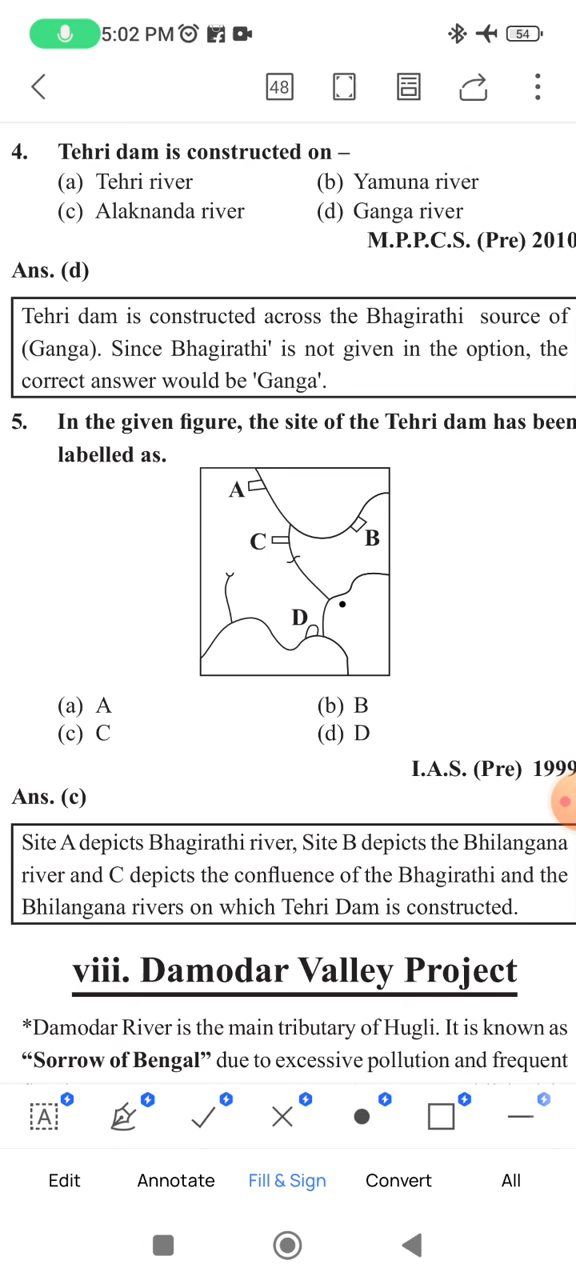 5:02 PM
54
48
4. Tehri dam is constructed on –
(a) Tehri river (b) Yamuna river
(c) Alaknanda river (d) Ganga river
M.P.P.C.S. (Pre) 2010
Ans. (d)
Tehri dam is constructed across the Bhagirathi source of
(Ganga). Since Bhagirathi' is not given in the option, the
correct answer would be 'Ganga'.
5. In the given figure, the site of the Tehri dam has been
labelled as.
A
C
B
D
(a) A (b) B
(c) C (d) D
I.A.S. (Pre) 1999
Ans. (c)
Site A depicts Bhagirathi river, Site B depicts the Bhilangana
river and C depicts the confluence of the Bhagirathi and the
Bhilangana rivers on which Tehri Dam is constructed.
viii. Damodar Valley Project
*Damodar River is the main tributary of Hugli. It is known as
“Sorrow of Bengal” due to excessive pollution and frequent
A
Edit Annotate Fill & Sign Convert All